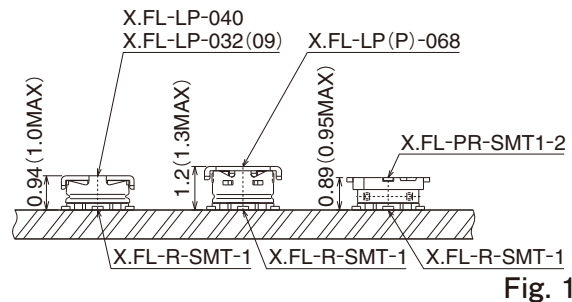 X.FL-LP-040
X.FL-LP-032(09)
X.FL-LP(P)-068
0.94(1.0MAX)
1.2(1.3MAX)
0.89(0.95MAX)
X.FL-PR-SMT1-2
X.FL-R-SMT-1
X.FL-R-SMT-1
X.FL-R-SMT-1
Fig. 1